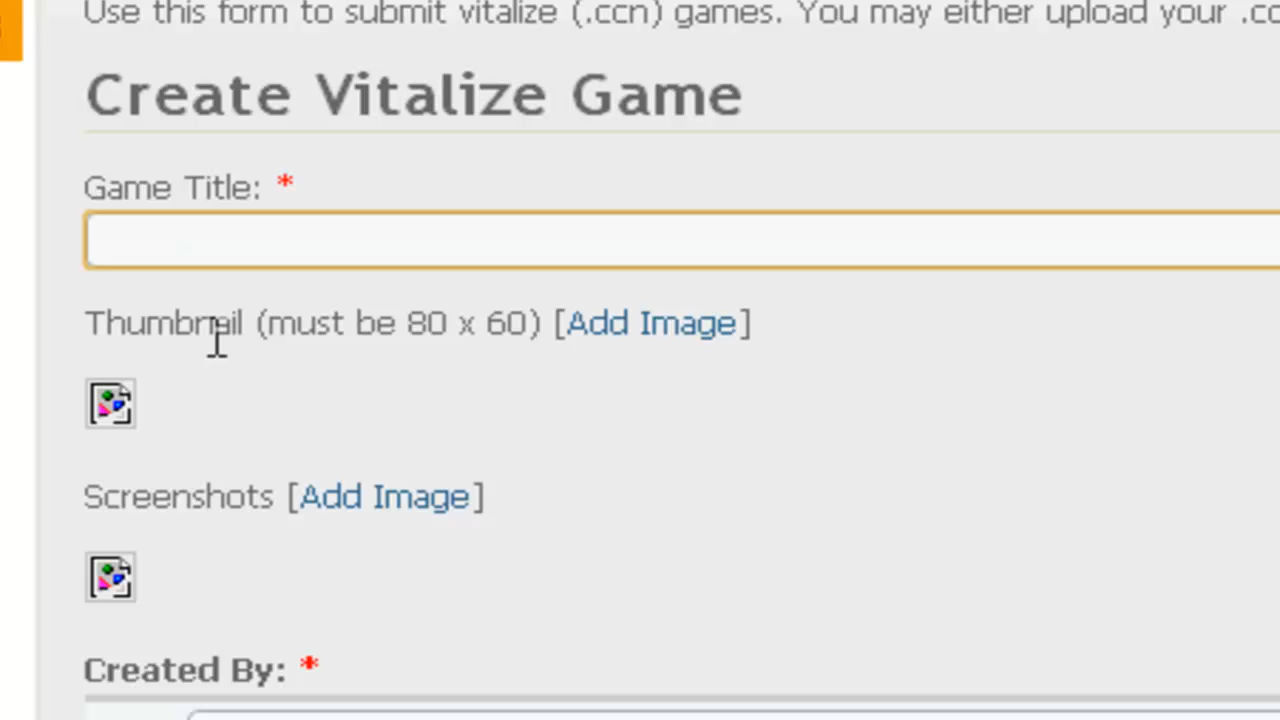 Use this form to submit vitalize (.ccn) games. You may either upload your
Create Vitalize Game
Game Title: *
Thumbnail (must be 80 x 60) [Add Image]
Screenshots [Add Image]
Created By: *